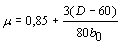 μ = 0,85 + 3(D − 60) / 80b₀